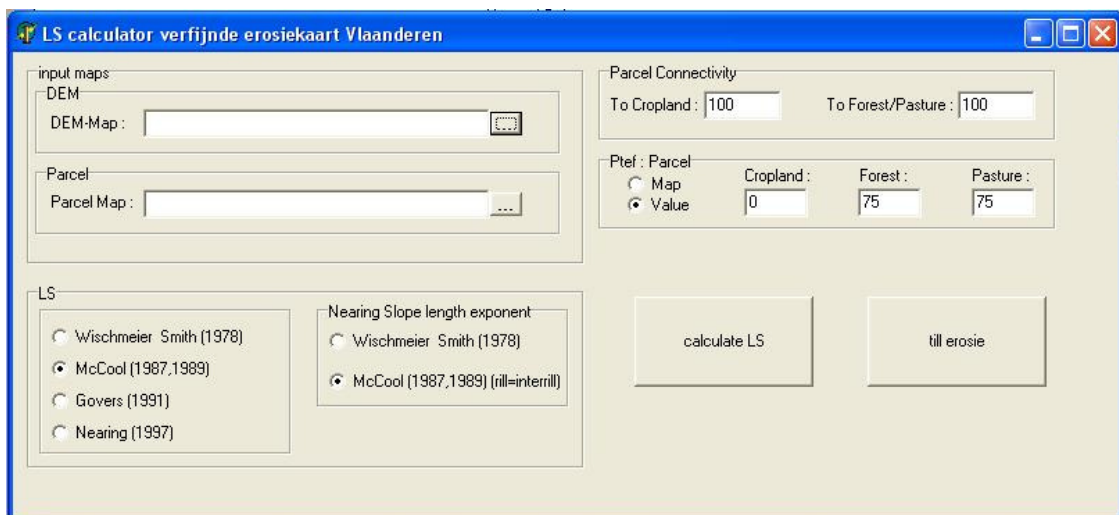 LS calculator verfijnde erosiekaart Vlaanderen
input maps
DEM
DEM-Map :
...
Parcel
Parcel Map :
...
Parcel Connectivity
To Cropland : 100 To Forest/Pasture : 100
Ptef : Parcel
Map
Value
Cropland : Forest : Pasture :
0 75 75
LS
Wischmeier Smith (1978)
McCool (1987,1989)
Govers (1991)
Nearing (1997)
Nearing Slope length exponent
Wischmeier Smith (1978)
McCool (1987,1989) (rill=interrill)
calculate LS
till erosie